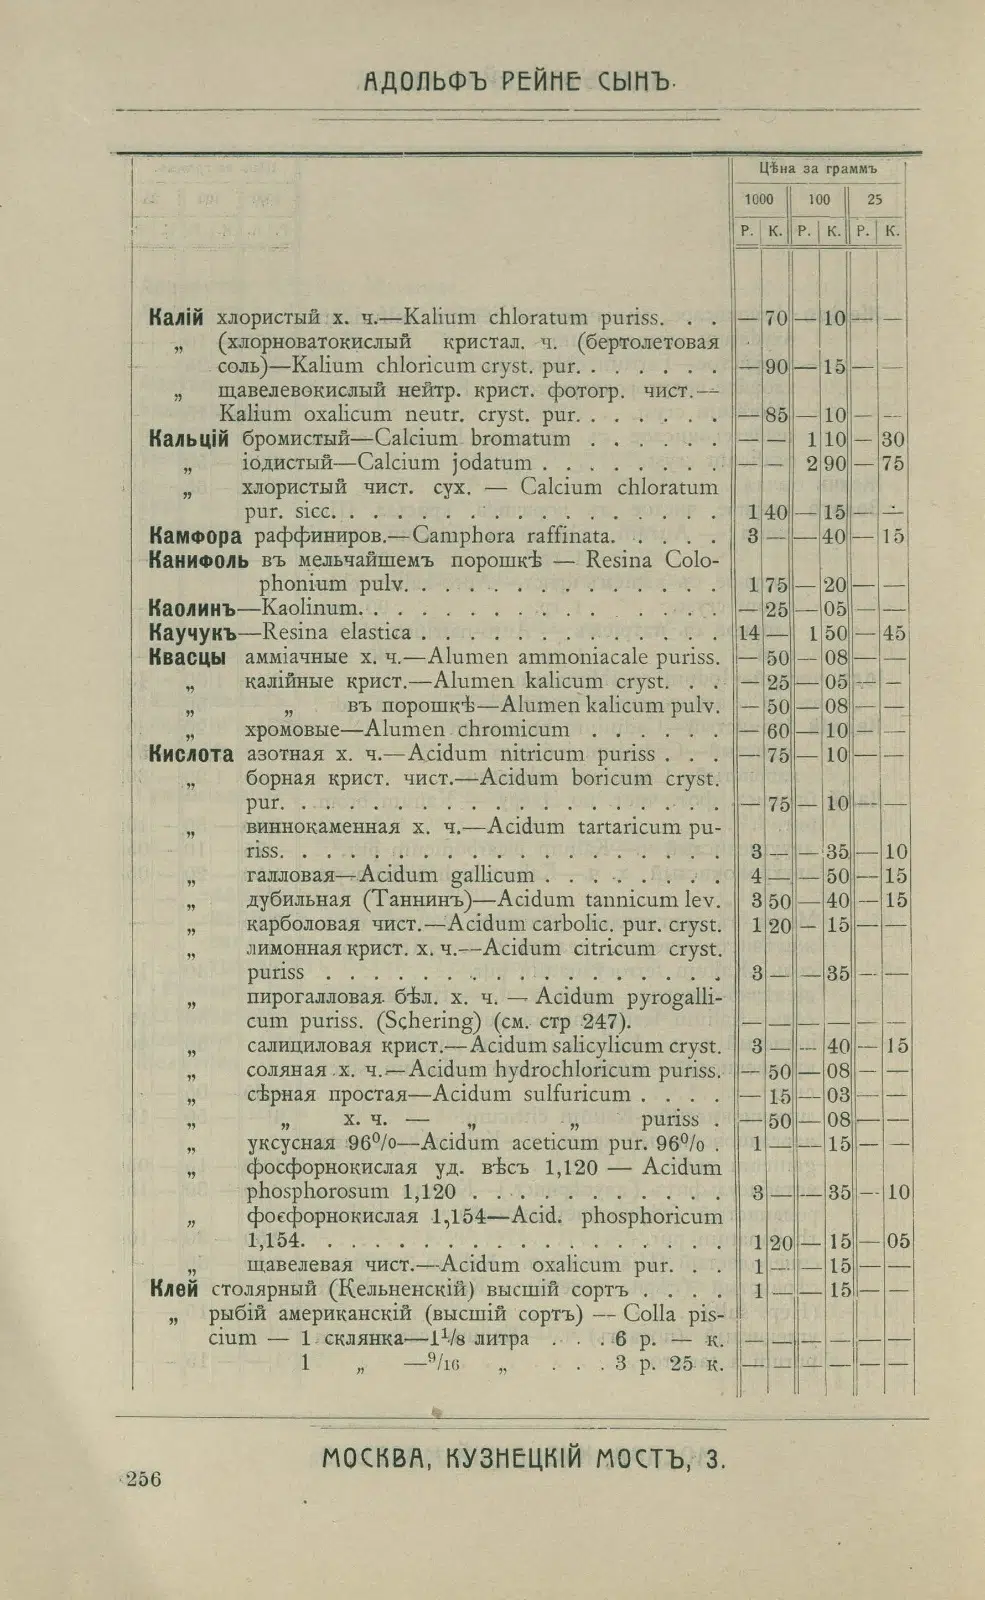 АДОЛЬФЪ РЕЙНЕ СЫНЪ.
Цѣна за граммъ
1000 100 25
Р. К. Р. К. Р. К.
Калій хлористый х. ч.—Kalium chloratum puriss. . . — 70 — 10 — —
„ (хлорноватокислый кристал. ч. (бертолетовая
соль)—Kalium chloricum cryst. pur. . . . . . . — 90 — 15 — —
„ щавелевокислый нейтр. крист. фотогр. чист.—
Kalium oxalicum neutr. cryst. pur. . . . . . . — 85 — 10 — —
Кальцій бромистый—Calcium bromatum . . . . . . — — 1 10 — 30
„ іодистый—Calcium jodatum . . . . . . . . — — 2 90 — 75
„ хлористый чист. сух. — Calcium chloratum
pur. sicc. . . . . . . . . . . . . . . . . . 1 40 — 15 — —
Камфора раффиниров.—Camphora raffinata. . . . . . 3 — — 40 — 15
Канифоль въ мельчайшемъ порошкѣ — Resina Colo-
phonium pulv. . . . . . . . . . . . . . . 1 75 — 20 — —
Каолинъ—Kaolinum. . . . . . . . . . . . . . . — 25 — 05 — —
Каучукъ—Resina elastica . . . . . . . . . . . . . 14 — 1 50 — 45
Квасцы амміачные х. ч.—Alumen ammoniacale puriss. — 50 — 08 — —
„ калійные крист.—Alumen kalicum cryst. . . . — 25 — 05 — —
„ „ въ порошкѣ—Alumen kalicum pulv. — 50 — 08 — —
„ хромовые—Alumen chromicum . . . . . . — 60 — 10 — —
Кислота азотная х. ч.—Acidum nitricum puriss . . . — 75 — 10 — —
„ борная крист. чист.—Acidum boricum cryst.
pur. . . . . . . . . . . . . . . . . . . . — 75 — 10 — —
„ виннокаменная х. ч.—Acidum tartaricum pu-
riss. . . . . . . . . . . . . . . . . . . . 3 — — 35 — 10
„ галловая—Acidum gallicum . . . . . . . . 4 — — 50 — 15
„ дубильная (Таннинъ)—Acidum tannicum lev. 3 50 — 40 — 15
„ карболовая чист.—Acidum carbolic. pur. cryst. 1 20 — 15 — —
„ лимонная крист. х. ч.—Acidum citricum cryst.
puriss . . . . . . . . . . . . . . . . . . 3 — — 35 — —
„ пирогалловая бѣл. х. ч. — Acidum pyrogalli-
cum puriss. (Schering) (см. стр 247). — — — — — —
„ салициловая крист.—Acidum salicylicum cryst. 3 — — 40 — 15
„ соляная х. ч.—Acidum hydrochloricum puriss. — 50 — 08 — —
„ сѣрная простая—Acidum sulfuricum . . . . — 15 — 03 — —
„ „ х. ч. — „ „ puriss . — 50 — 08 — —
„ уксусная 96%—Acidum aceticum pur. 96% . 1 — — 15 — —
„ фосфорнокислая уд. вѣсъ 1,120 — Acidum
phosphorosum 1,120 . . . . . . . . . . . 3 — — 35 — 10
„ фосфорнокислая 1,154—Acid. phosphoricum
1,154. . . . . . . . . . . . . . . . . . . 1 20 — 15 — 05
„ щавелевая чист.—Acidum oxalicum pur. . . 1 — — 15 — —
Клей столярный (Кельненскій) высшій сортъ . . . . 1 — — 15 — —
„ рыбій американскій (высшій сортъ) — Colla pis-
cium — 1 склянка—1⅛ литра . . . 6 р. — к. — — — — — —
1 „ —9/16 „ . . . 3 р. 25 к. — — — — — —
МОСКВА, КУЗНЕЦКІЙ МОСТЪ, 3.
256